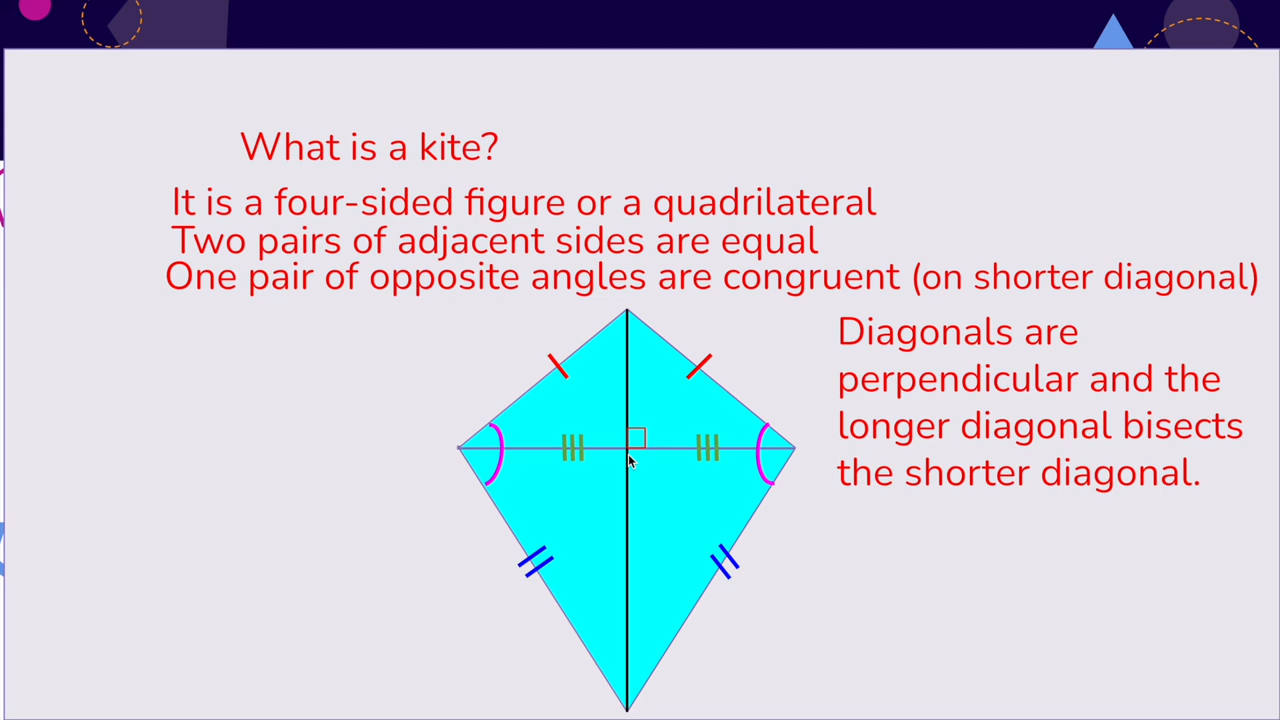 What is a kite?
It is a four-sided figure or a quadrilateral
Two pairs of adjacent sides are equal
One pair of opposite angles are congruent (on shorter diagonal)
Diagonals are
perpendicular and the
longer diagonal bisects
the shorter diagonal.